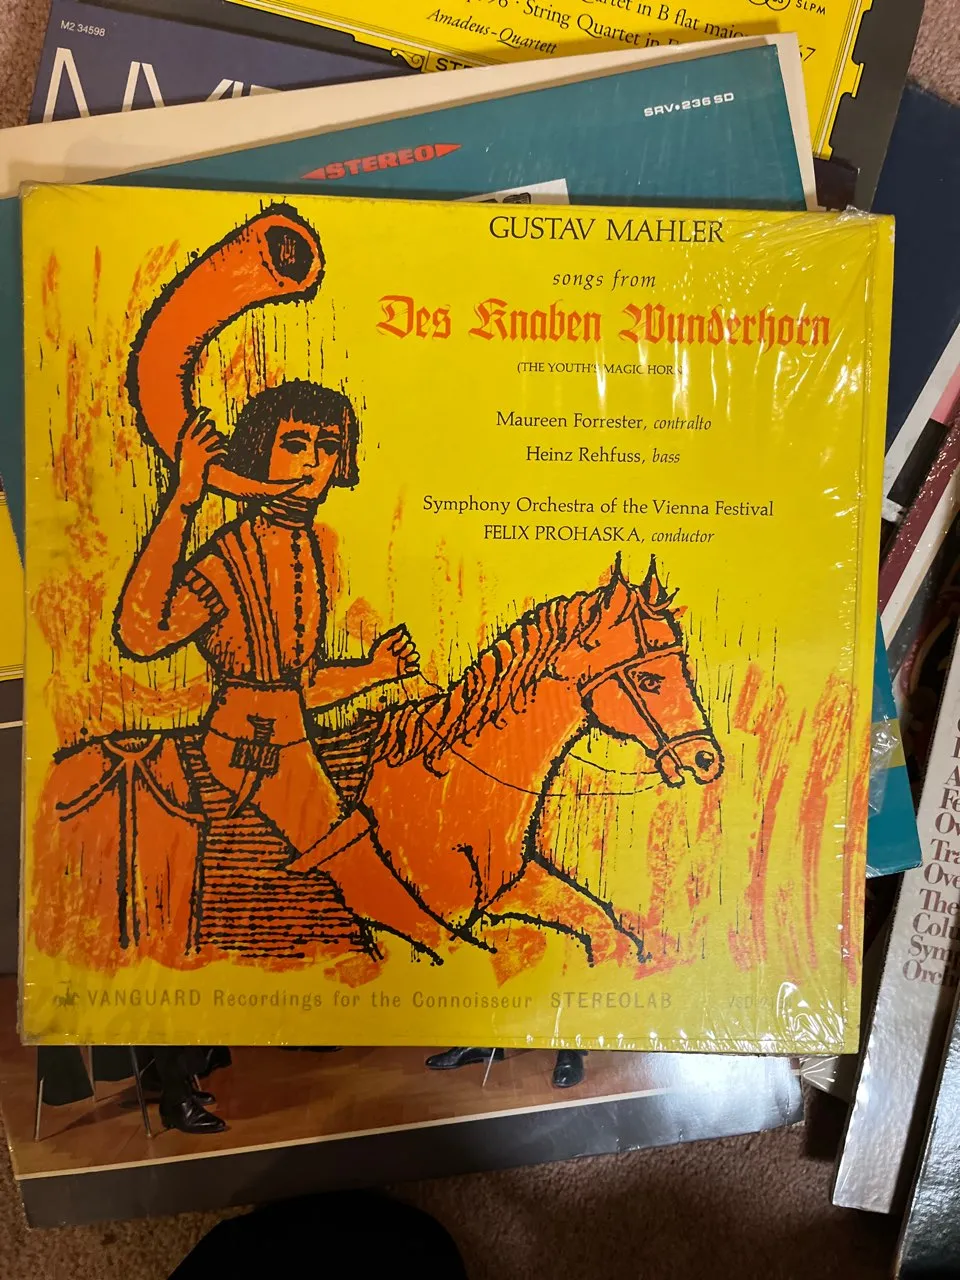 SLPM
String Quartet in
Amadeus-Quartett
M2 34598
SRV•236 SD
STEREO
GUSTAV MAHLER
songs from
Des Knaben Wunderhorn
(THE YOUTH'S MAGIC HORN
Maureen Forrester, contralto
Heinz Rehfuss, bass
Symphony Orchestra of the Vienna Festival
FELIX PROHASKA, conductor
VANGUARD Recordings for the Connoisseur STEREOLAB